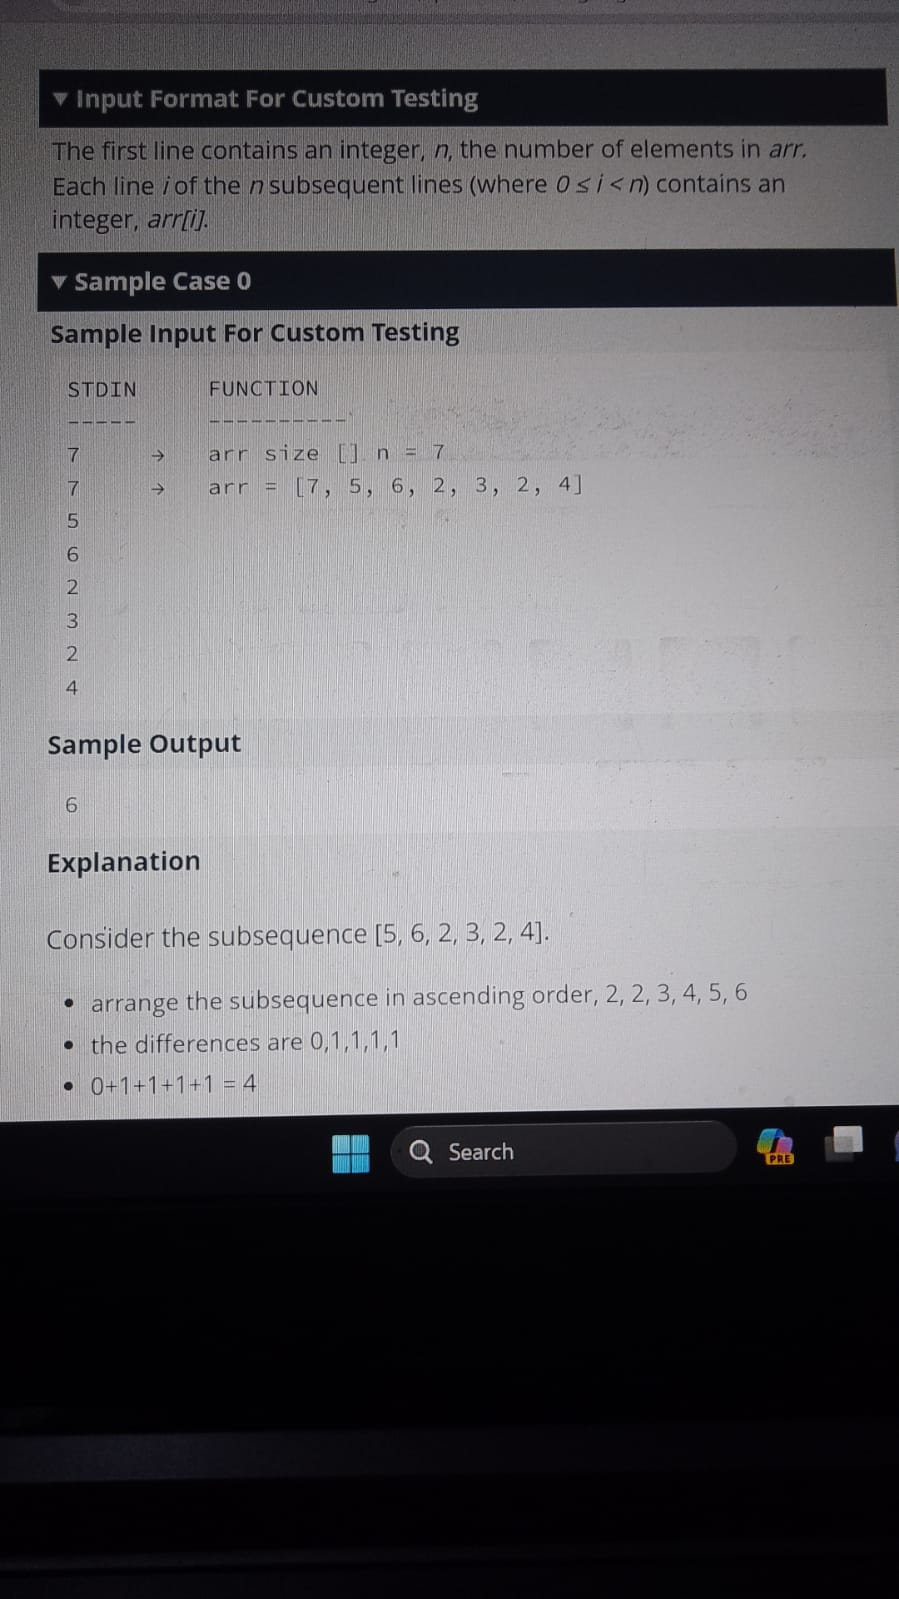 ▼ Input Format For Custom Testing
The first line contains an integer, n, the number of elements in arr.
Each line i of the n subsequent lines (where 0 ≤ i < n) contains an
integer, arr[i].
▼ Sample Case 0
Sample Input For Custom Testing
STDIN FUNCTION
----- ----------
7 → arr size [] n = 7
7 → arr = [7, 5, 6, 2, 3, 2, 4]
5
6
2
3
2
4
Sample Output
6
Explanation
Consider the subsequence [5, 6, 2, 3, 2, 4].
• arrange the subsequence in ascending order, 2, 2, 3, 4, 5, 6
• the differences are 0,1,1,1,1
• 0+1+1+1+1 = 4
Search
PRE